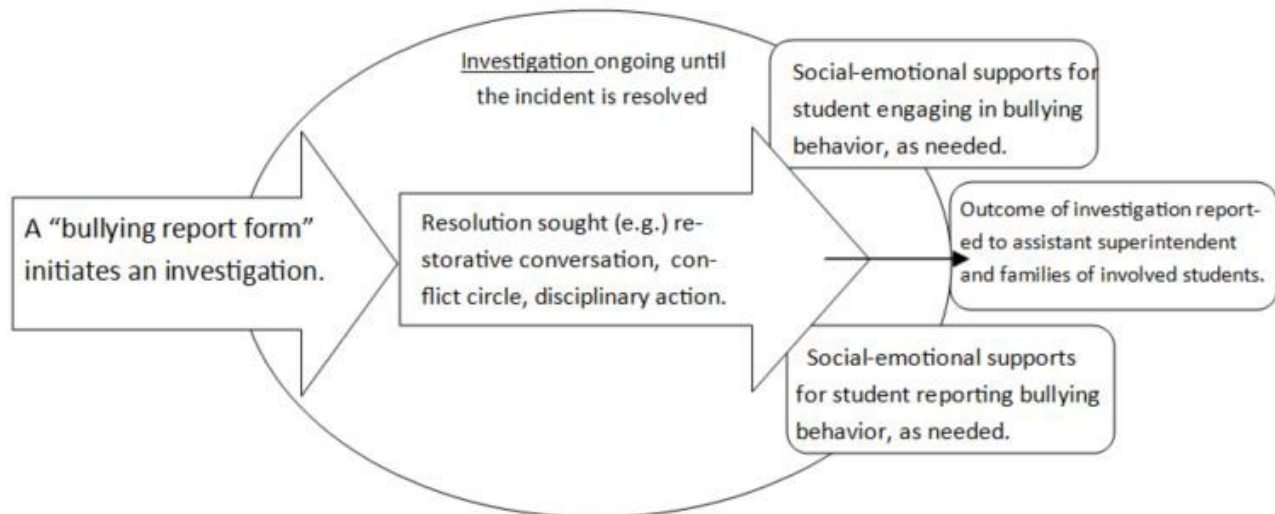 Investigation ongoing until
the incident is resolved
Social-emotional supports for
student engaging in bullying
behavior, as needed.
A “bullying report form”
initiates an investigation.
Resolution sought (e.g.) re-
storative conversation, con-
flict circle, disciplinary action.
Outcome of investigation report-
ed to assistant superintendent
and families of involved students.
Social-emotional supports
for student reporting bullying
behavior, as needed.